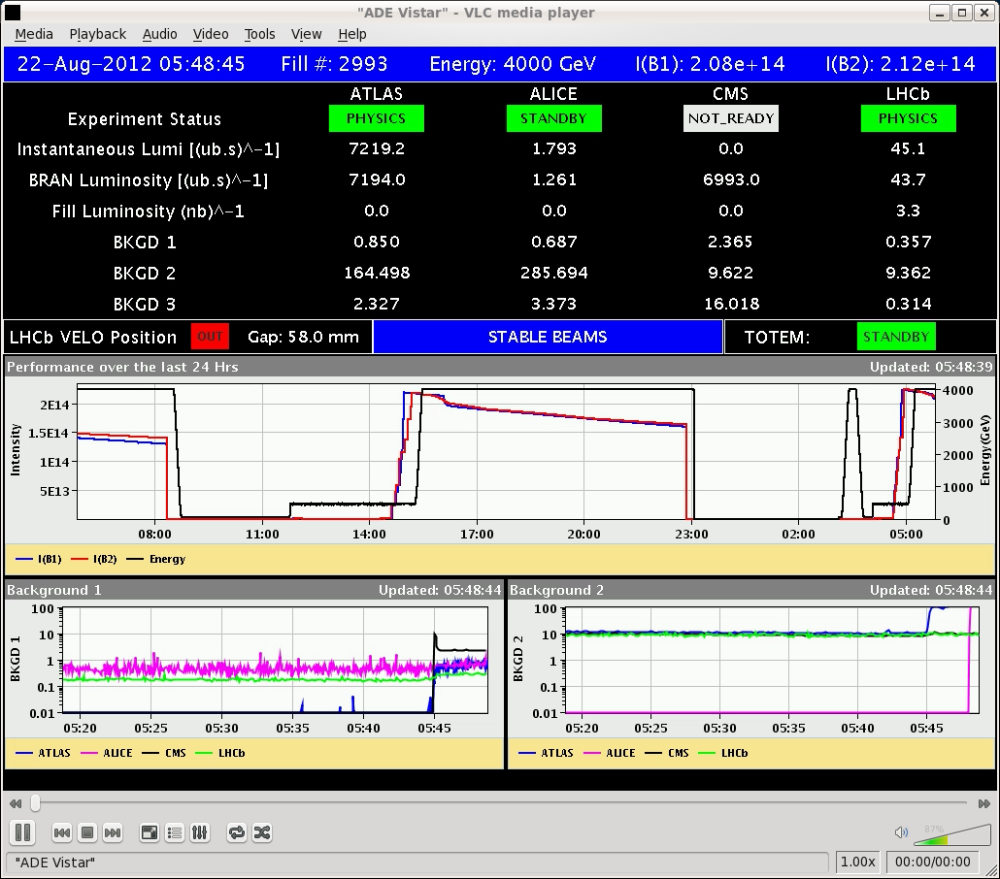 "ADE Vistar" - VLC media player
Media Playback Audio Video Tools View Help
22-Aug-2012 05:48:45 Fill #: 2993 Energy: 4000 GeV I(B1): 2.08e+14 I(B2): 2.12e+14
ATLAS ALICE CMS LHCb
Experiment Status PHYSICS STANDBY NOT_READY PHYSICS
Instantaneous Lumi [(ub.s)^-1] 7219.2 1.793 0.0 45.1
BRAN Luminosity [(ub.s)^-1] 7194.0 1.261 6993.0 43.7
Fill Luminosity (nb)^-1 0.0 0.0 0.0 3.3
BKGD 1 0.850 0.687 2.365 0.357
BKGD 2 164.498 285.694 9.622 9.362
BKGD 3 2.327 3.373 16.018 0.314
LHCb VELO Position OUT Gap: 58.0 mm STABLE BEAMS TOTEM: STANDBY
Performance over the last 24 Hrs Updated: 05:48:39
Intensity
2E14
1.5E14
1E14
5E13
4000
3000
2000
1000
0
Energy(GeV)
08:00 11:00 14:00 17:00 20:00 23:00 02:00 05:00
I(B1) I(B2) Energy
Background 1 Updated: 05:48:44
BKGD 1
100
10
1
0.1
0.01
05:20 05:25 05:30 05:35 05:40 05:45
ATLAS ALICE CMS LHCb
Background 2 Updated: 05:48:44
BKGD 2
100
10
1
0.1
0.01
05:20 05:25 05:30 05:35 05:40 05:45
ATLAS ALICE CMS LHCb
87%
"ADE Vistar" 1.00x 00:00/00:00